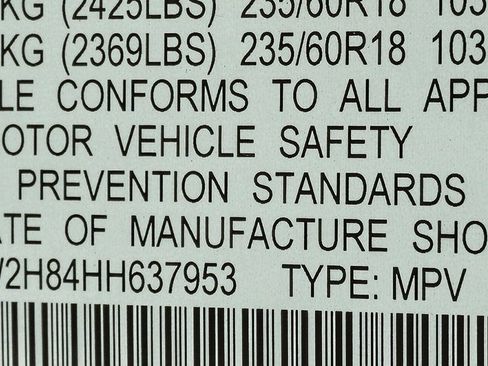 KG (2425LBS) 235/60R18 103
KG (2369LBS) 235/60R18 103
LE CONFORMS TO ALL APP
OTOR VEHICLE SAFETY
PREVENTION STANDARDS
TE OF MANUFACTURE SHO
2H84HH637953 TYPE: MPV